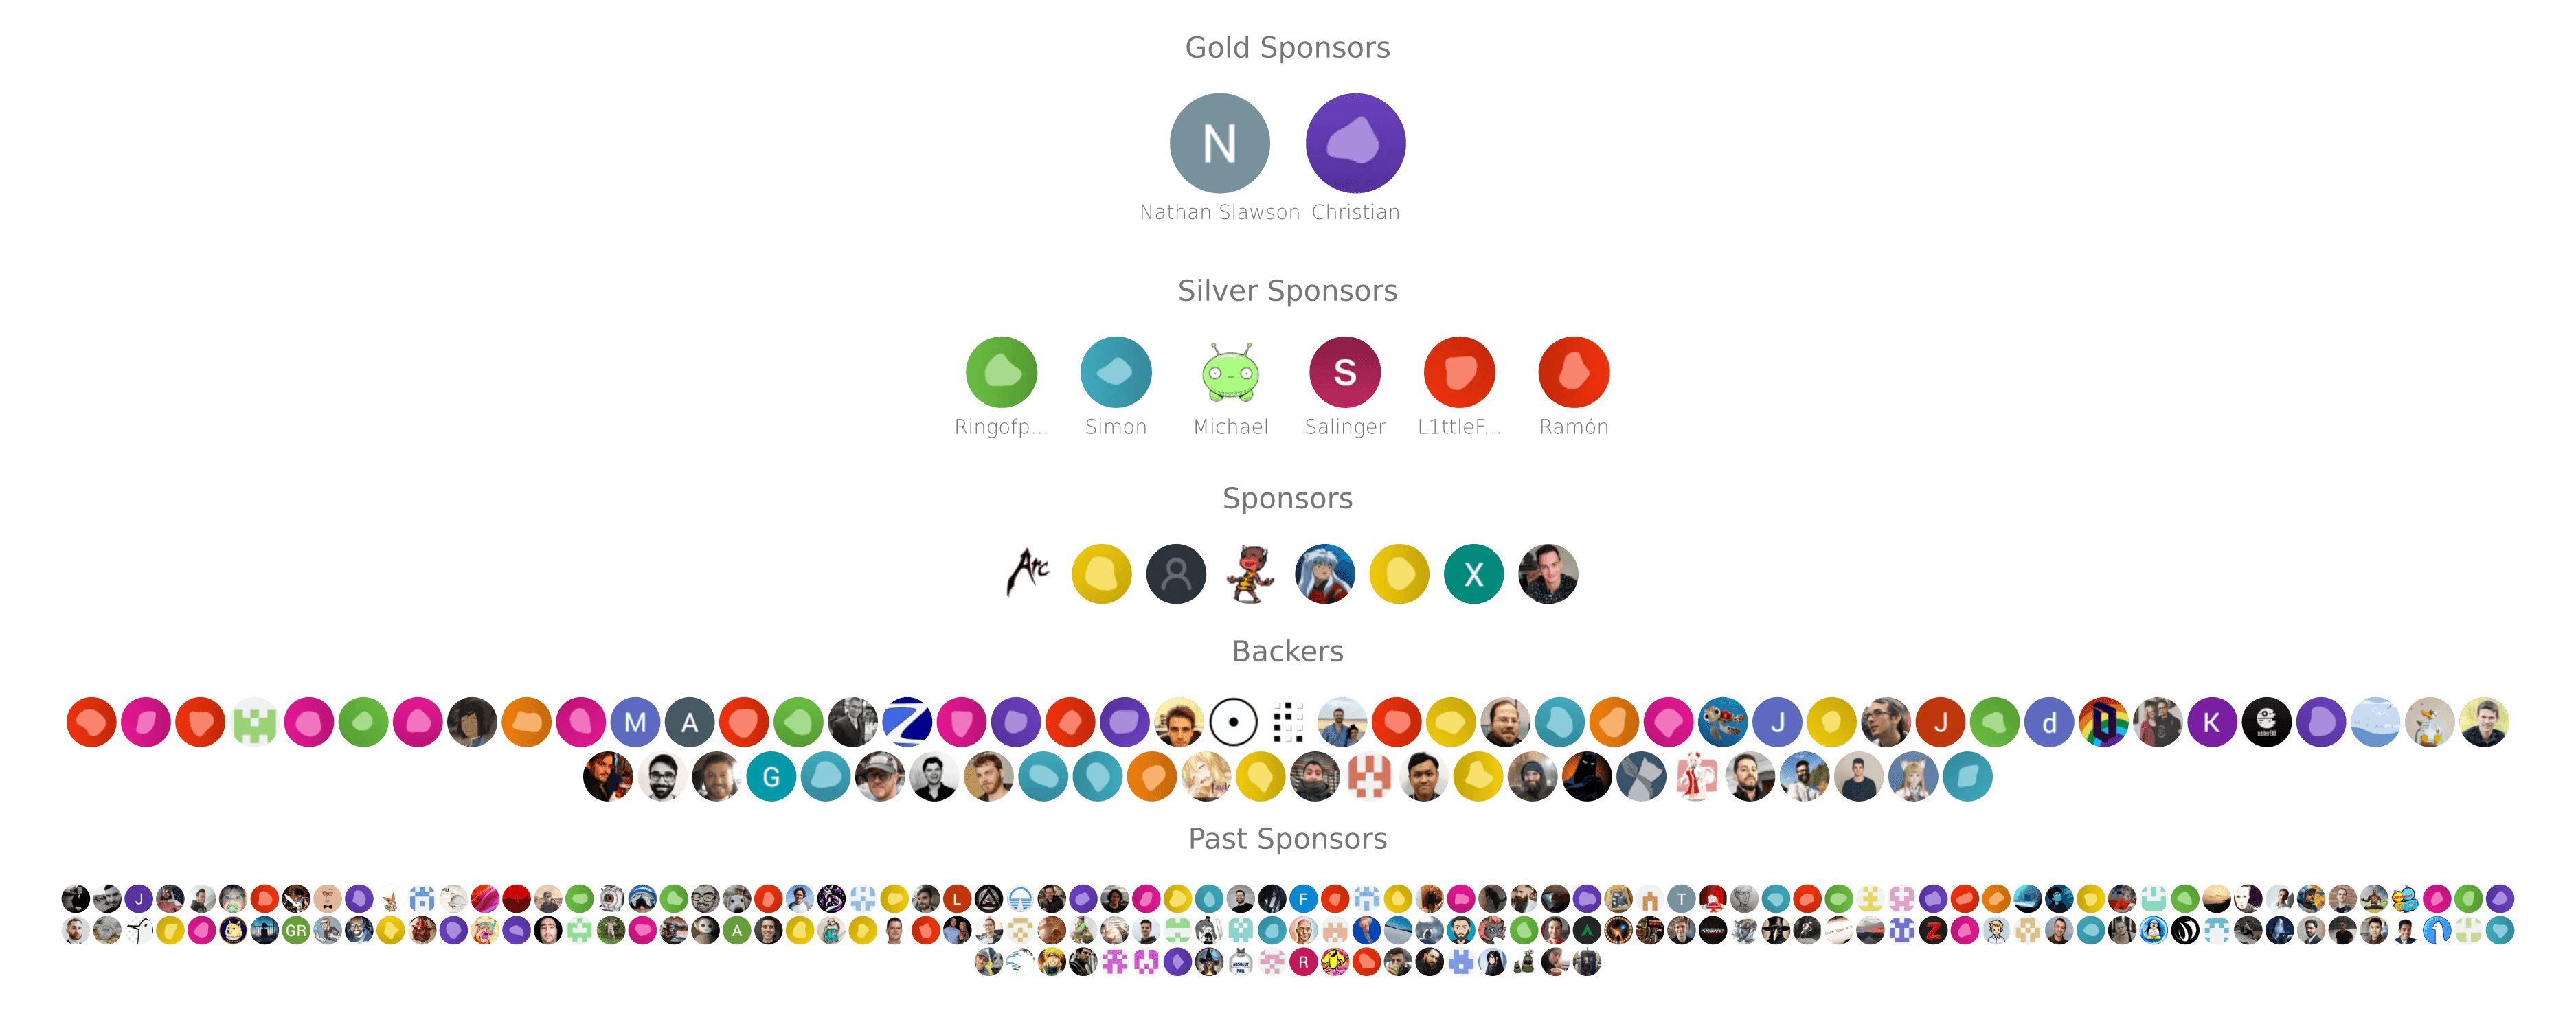 Gold Sponsors
N
Nathan Slawson Christian
Silver Sponsors
S
Ringofp... Simon Michael Salinger L1ttleF... Ramón
Sponsors
Arc X
Backers
M A J J d K
G
Past Sponsors
J L F T
GR A
R